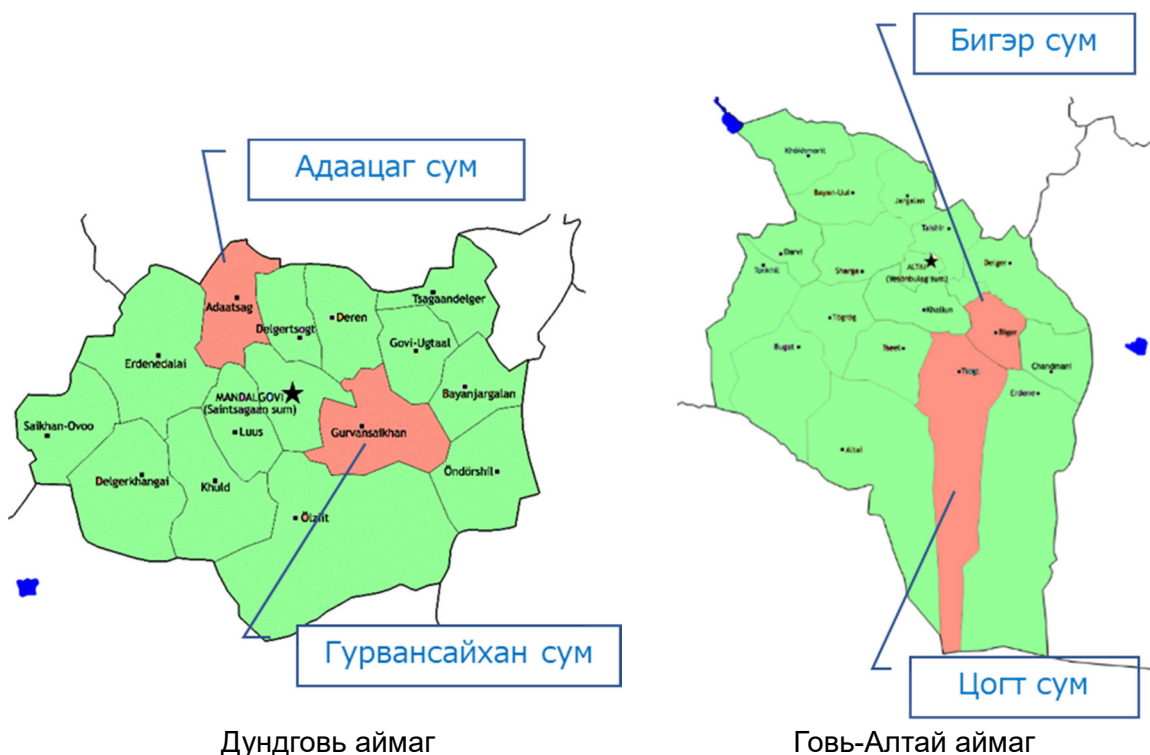 Бигэр сум
Адаацаг сум
Khökhmorit
Bayan-Uul
Jargalan
Taishir
Darvi
Tonkhil
Sharga
ALTAI
(Yesönbulag sum)
Delger
Tögrög
Khaliun
Biger
Bugat
Tseel
Tsogt
Chandmani
Erdene
Altai
Adaatsag
Tsagaandelger
Delgertsogt
Deren
Govi-Ugtaal
Erdenedalai
MANDALGOVI
(Saintsagaan sum)
Bayanjargalan
Saikhan-Ovoo
Luus
Gurvansaikhan
Delgerkhangai
Khuld
Öndörshil
Ölziit
Гурвансайхан сум
Цогт сум
Дундговь аймаг
Говь-Алтай аймаг